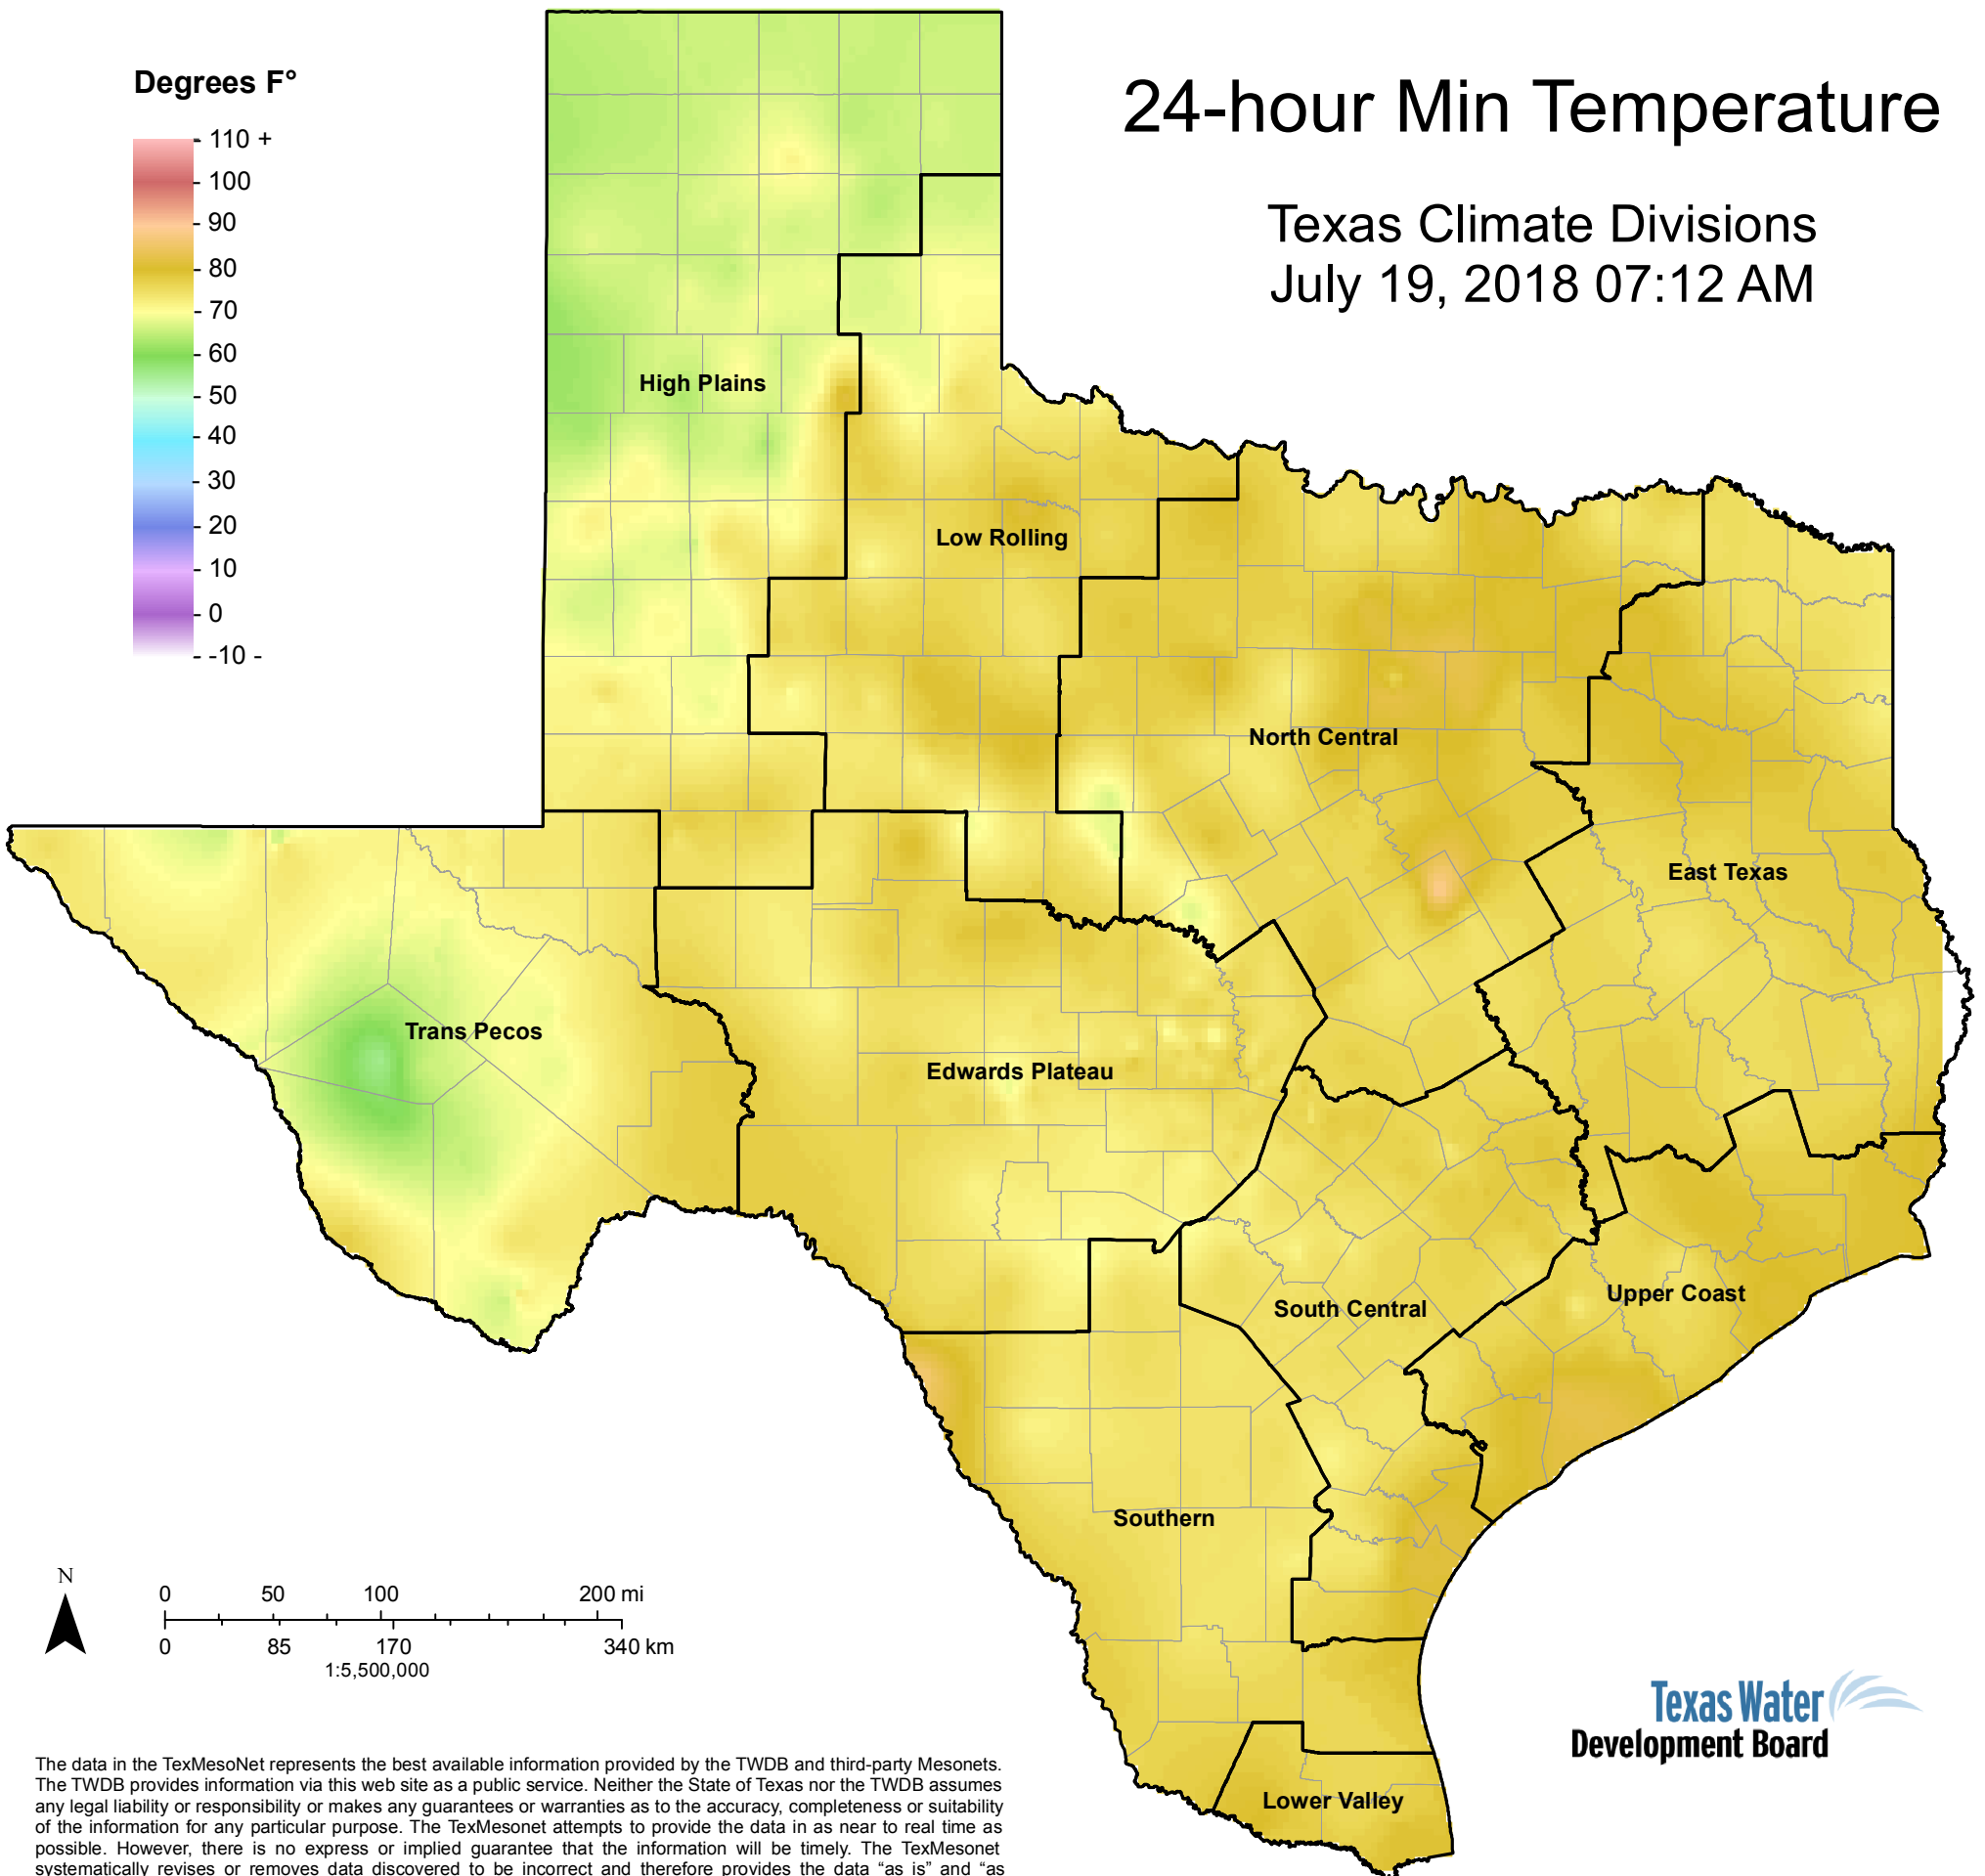 24-hour Min Temperature
Texas Climate Divisions
July 19, 2018 07:12 AM
Degrees F°
110 +
100
90
80
70
60
50
40
30
20
10
0
-10 -
High Plains
Low Rolling
North Central
East Texas
Trans Pecos
Edwards Plateau
South Central
Upper Coast
Southern
Lower Valley
N
0 50 100 200 mi
0 85 170 340 km
1:5,500,000
Texas Water
Development Board
The data in the TexMesoNet represents the best available information provided by the TWDB and third-party Mesonets.
The TWDB provides information via this web site as a public service. Neither the State of Texas nor the TWDB assumes
any legal liability or responsibility or makes any guarantees or warranties as to the accuracy, completeness or suitability
of the information for any particular purpose. The TexMesonet attempts to provide the data in as near to real time as
possible. However, there is no express or implied guarantee that the information will be timely. The TexMesonet
systematically revises or removes data discovered to be incorrect and therefore provides the data “as is” and “as